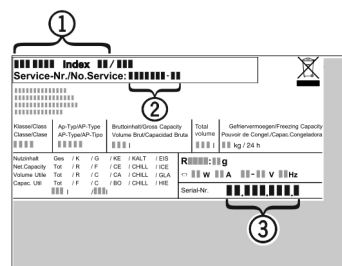 1
Index /
Service-Nr./No.Service: -
2
Klasse/Class Ap-Typ/AP-Type Bruttoinhalt/Gross Capacity Total Gefriervermoegen/Freezing Capacity
Classe/Clase AP-Type/AP-Tipo Volume Brut/Capacidad Bruta volume Pouvoir de Congel./Capac.Congeladora
l l kg / 24 h
Nutzinhalt Ges / K / G / KE / KALT / EIS
Net.Capacity Tot / R / F / CE / CHILL / ICE
Volume Utile Tot / R / C / CA / CHILL / GLA
Capac. Util Tot / F / C / BO / CHILL / HIE
l / l
R : g
W A - V Hz
Serial-Nr. . . .
3